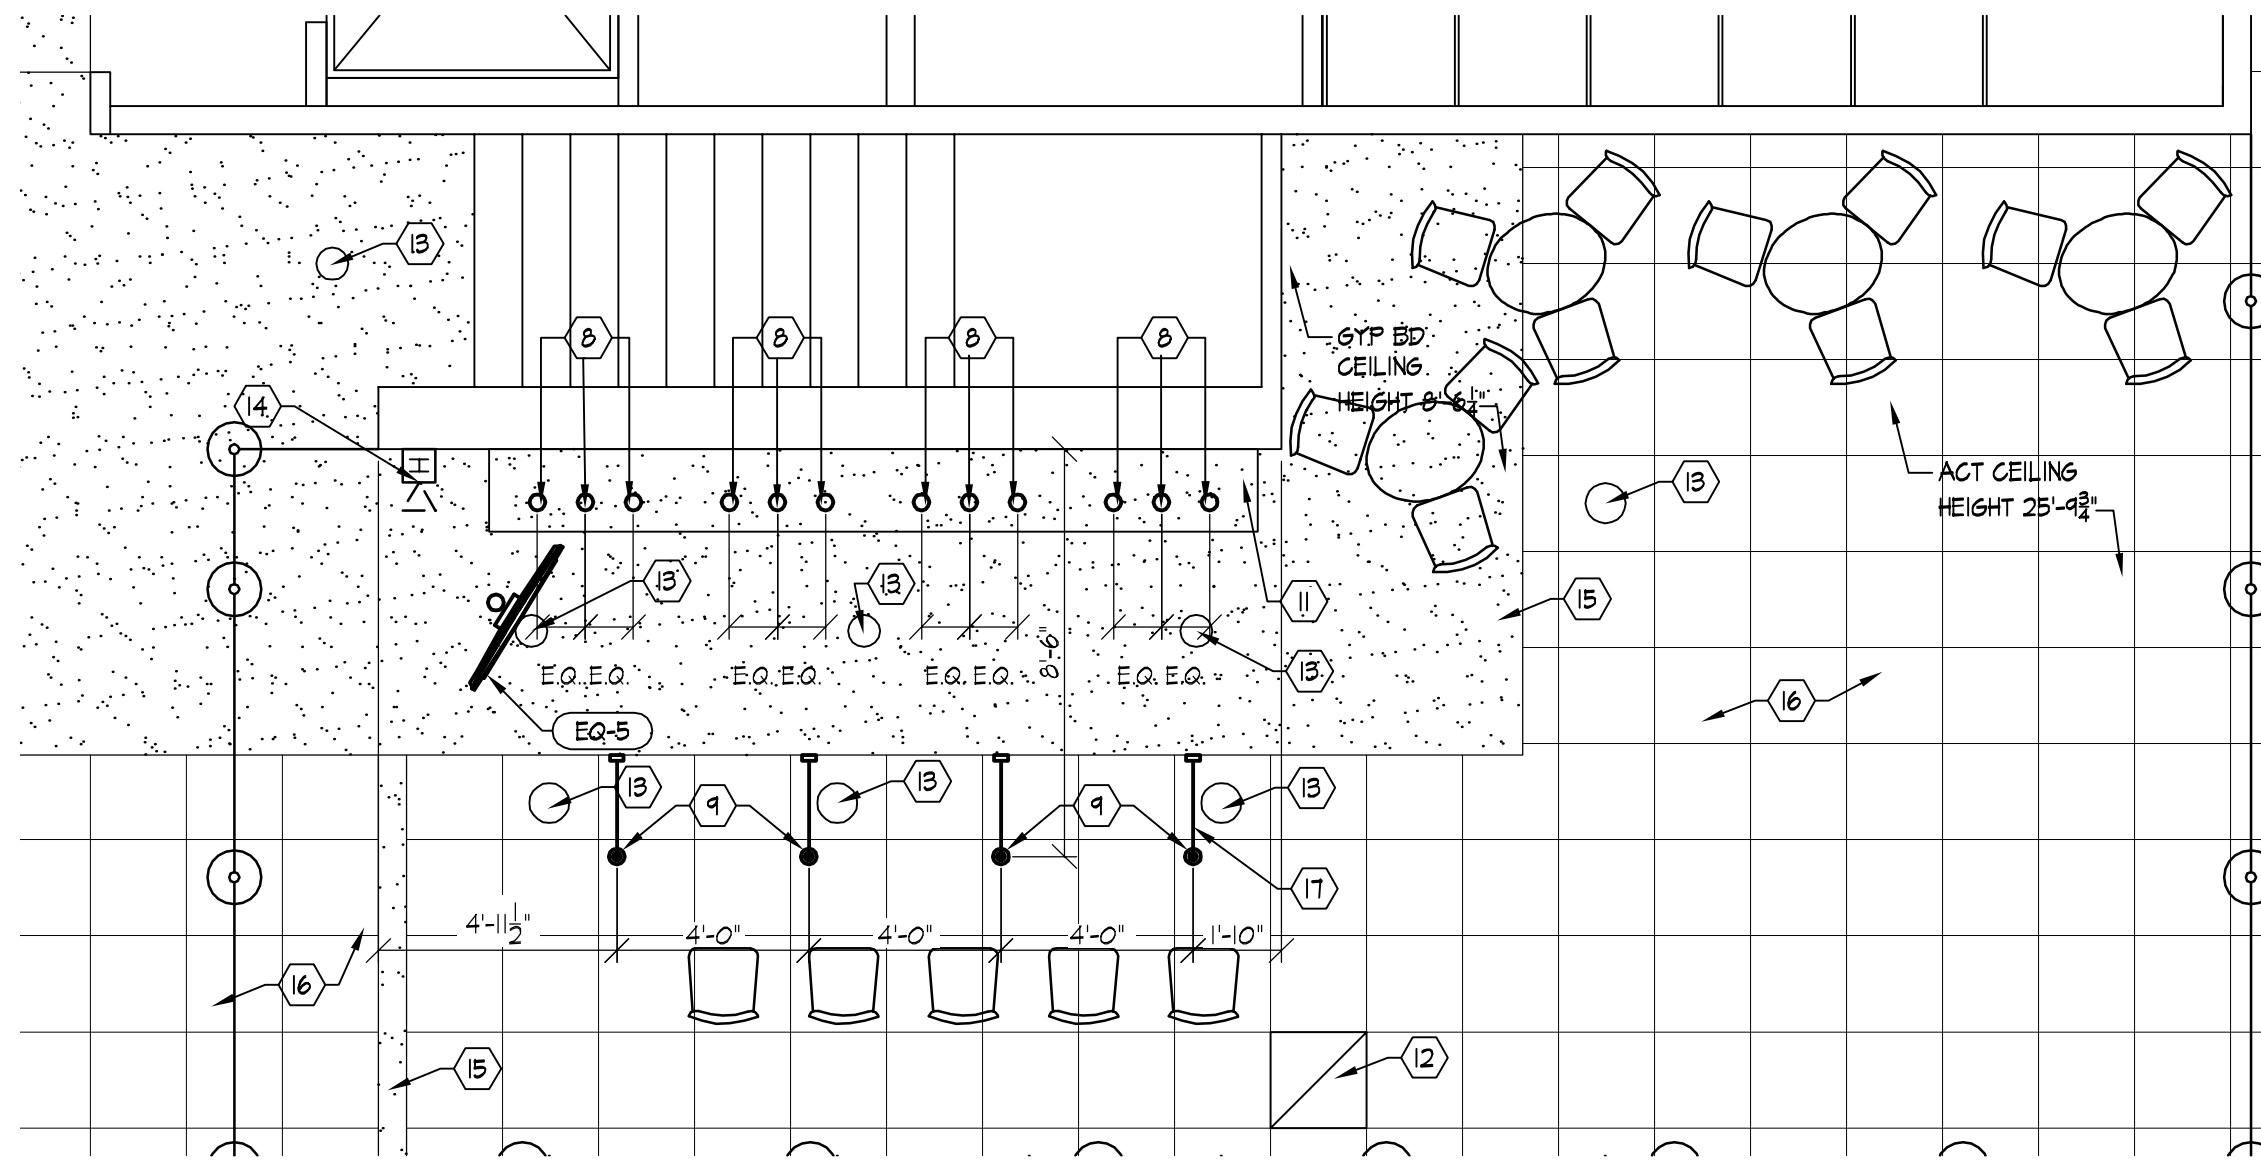 13
8
8
8
8
GYP BD
CEILING
HEIGHT 8'-8¼"
14
13
ACT CEILING
HEIGHT 25'-9¾"
13
13
11
15
8'-6"
13
E.Q. E.Q.
E.Q. E.Q.
E.Q. E.Q.
E.Q. E.Q.
16
EQ-5
13
13
13
9
9
17
4'-11½"
4'-0"
4'-0"
4'-0"
1'-10"
16
15
12